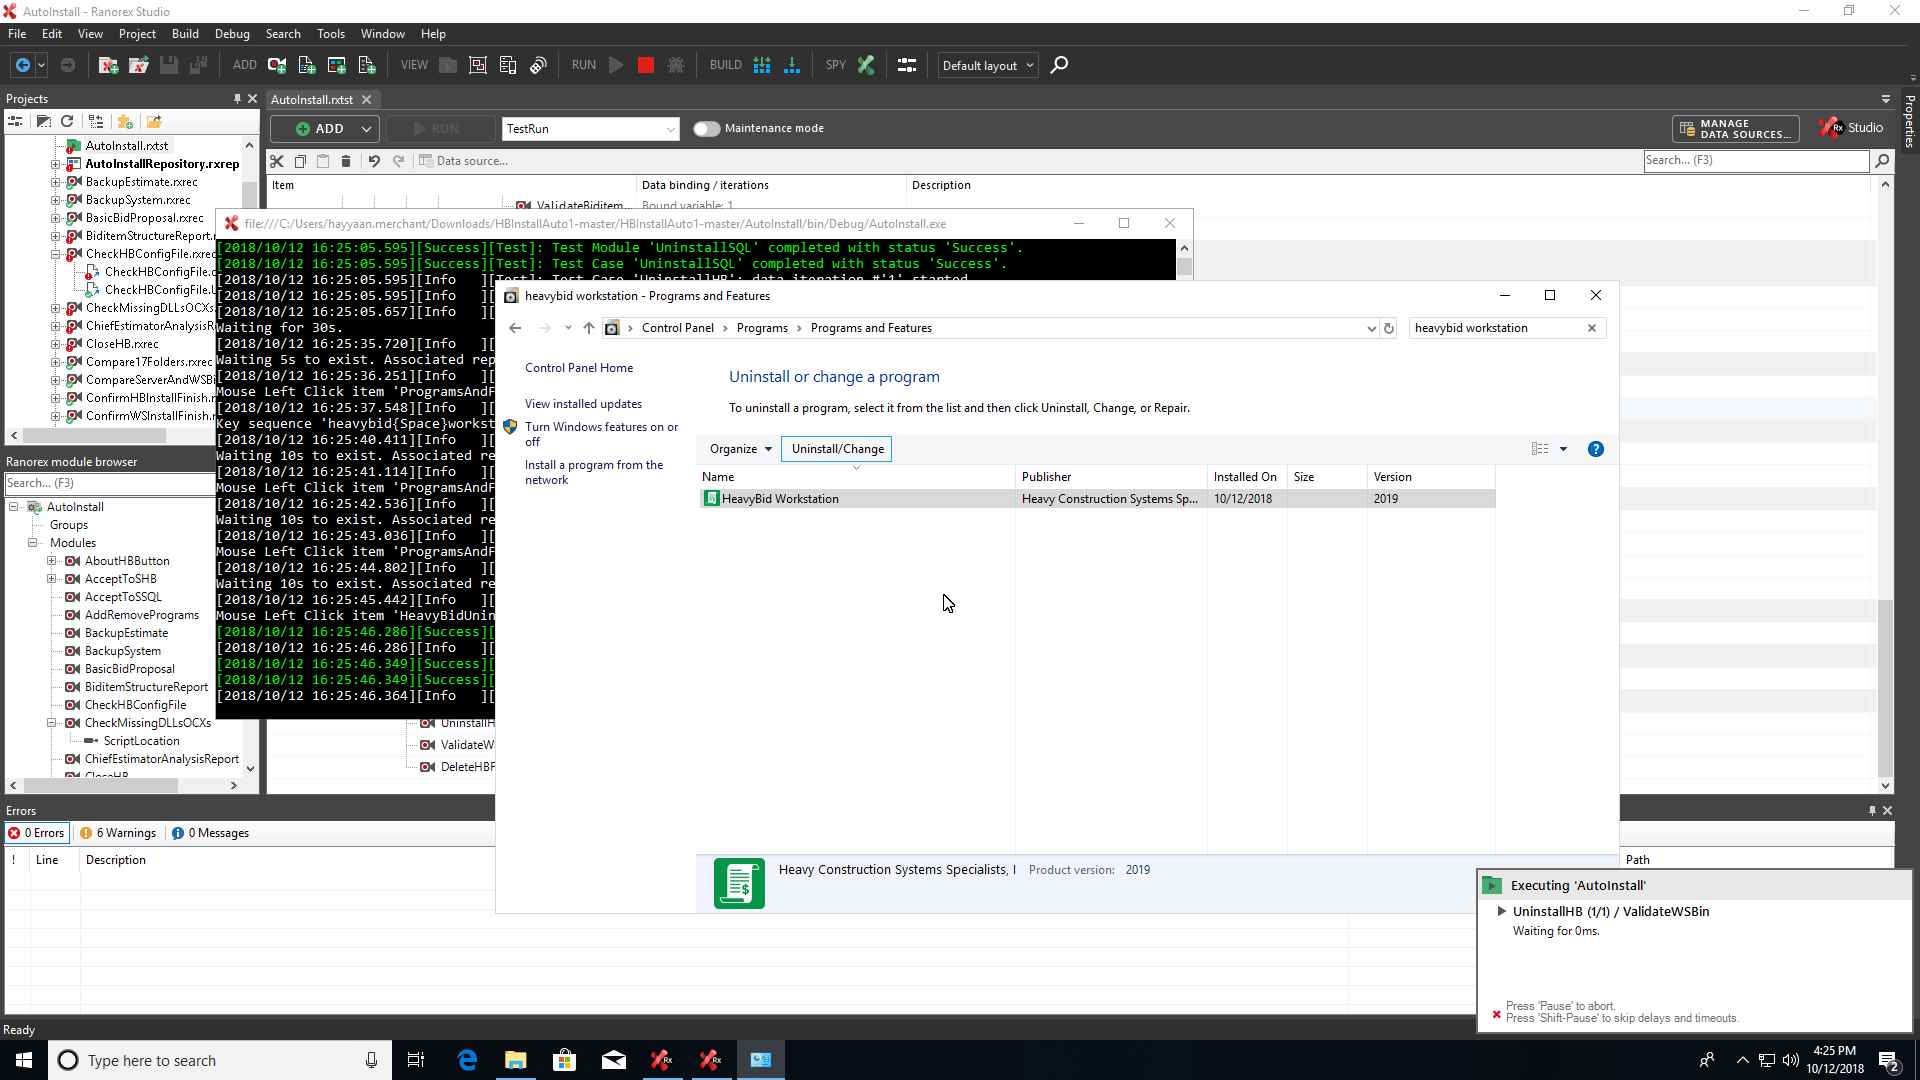 AutoInstall - Ranorex Studio
File Edit View Project Build Debug Search Tools Window Help
ADD VIEW RUN BUILD SPY Default layout
Projects
AutoInstall.rxtst
ADD RUN TestRun Maintenance mode MANAGE DATA SOURCES... Rx Studio
Properties
Data source...
Search... (F3)
Item Data binding / iterations Description
ValidateBiditem... Bound variable: 1
AutoInstall.rxtst
AutoInstallRepository.rxrep
BackupEstimate.rxrec
BackupSystem.rxrec
BasicBidProposal.rxrec
BiditemStructureReport.r
CheckHBConfigFile.rxrec
CheckHBConfigFile.
CheckHBConfigFile.U
CheckMissingDLLsOCXs.
ChiefEstimatorAnalysisR
CloseHB.rxrec
Compare17Folders.rxrec
CompareServerAndWSBi
ConfirmHBInstallFinish.r
ConfirmWSInstallFinish.r
Ranorex module browser
Search... (F3)
AutoInstall
Groups
Modules
AboutHBButton
AcceptToSHB
AcceptToSSQL
AddRemovePrograms
BackupEstimate
BackupSystem
BasicBidProposal
BiditemStructureReport
CheckHBConfigFile
CheckMissingDLLsOCXs
ScriptLocation
ChiefEstimatorAnalysisReport
CloseHB
file:///C:/Users/hayyaan.merchant/Downloads/HBInstallAuto1-master/HBInstallAuto1-master/AutoInstall/bin/Debug/AutoInstall.exe
[2018/10/12 16:25:05.595][Success][Test]: Test Module 'UninstallSQL' completed with status 'Success'.
[2018/10/12 16:25:05.595][Success][Test]: Test Case 'UninstallSQL' completed with status 'Success'.
[2018/10/12 16:25:05.595][Info ][Test]: Test Case 'UninstallHB': data iteration #'1' started
[2018/10/12 16:25:05.595][Info ][
[2018/10/12 16:25:05.657][Info ][
Waiting for 30s.
[2018/10/12 16:25:35.720][Info ][
Waiting 5s to exist. Associated rep
[2018/10/12 16:25:36.251][Info ][
Mouse Left Click item 'ProgramsAndF
[2018/10/12 16:25:37.548][Info ][
Key sequence 'heavybid{Space}workst
[2018/10/12 16:25:40.411][Info ][
Waiting 10s to exist. Associated re
[2018/10/12 16:25:41.114][Info ][
Mouse Left Click item 'ProgramsAndF
[2018/10/12 16:25:42.536][Info ][
Waiting 10s to exist. Associated re
[2018/10/12 16:25:43.036][Info ][
Mouse Left Click item 'ProgramsAndF
[2018/10/12 16:25:44.802][Info ][
Waiting 10s to exist. Associated re
[2018/10/12 16:25:45.442][Info ][
Mouse Left Click item 'HeavyBidUnin
[2018/10/12 16:25:46.286][Success][
[2018/10/12 16:25:46.286][Info ][
[2018/10/12 16:25:46.349][Success][
[2018/10/12 16:25:46.349][Success][
[2018/10/12 16:25:46.364][Info ][
UninstallH
ValidateW
DeleteHBF
heavybid workstation - Programs and Features
Control Panel Programs Programs and Features
heavybid workstation
Control Panel Home
View installed updates
Turn Windows features on or
off
Install a program from the
network
Uninstall or change a program
To uninstall a program, select it from the list and then click Uninstall, Change, or Repair.
Organize Uninstall/Change
Name Publisher Installed On Size Version
HeavyBid Workstation Heavy Construction Systems Sp... 10/12/2018 2019
Heavy Construction Systems Specialists, I Product version: 2019
Errors
0 Errors 6 Warnings 0 Messages
! Line Description Path
Executing 'AutoInstall'
UninstallHB (1/1) / ValidateWSBin
Waiting for 0ms.
Press 'Pause' to abort.
Press 'Shift-Pause' to skip delays and timeouts.
Ready
Type here to search
4:25 PM
10/12/2018
2